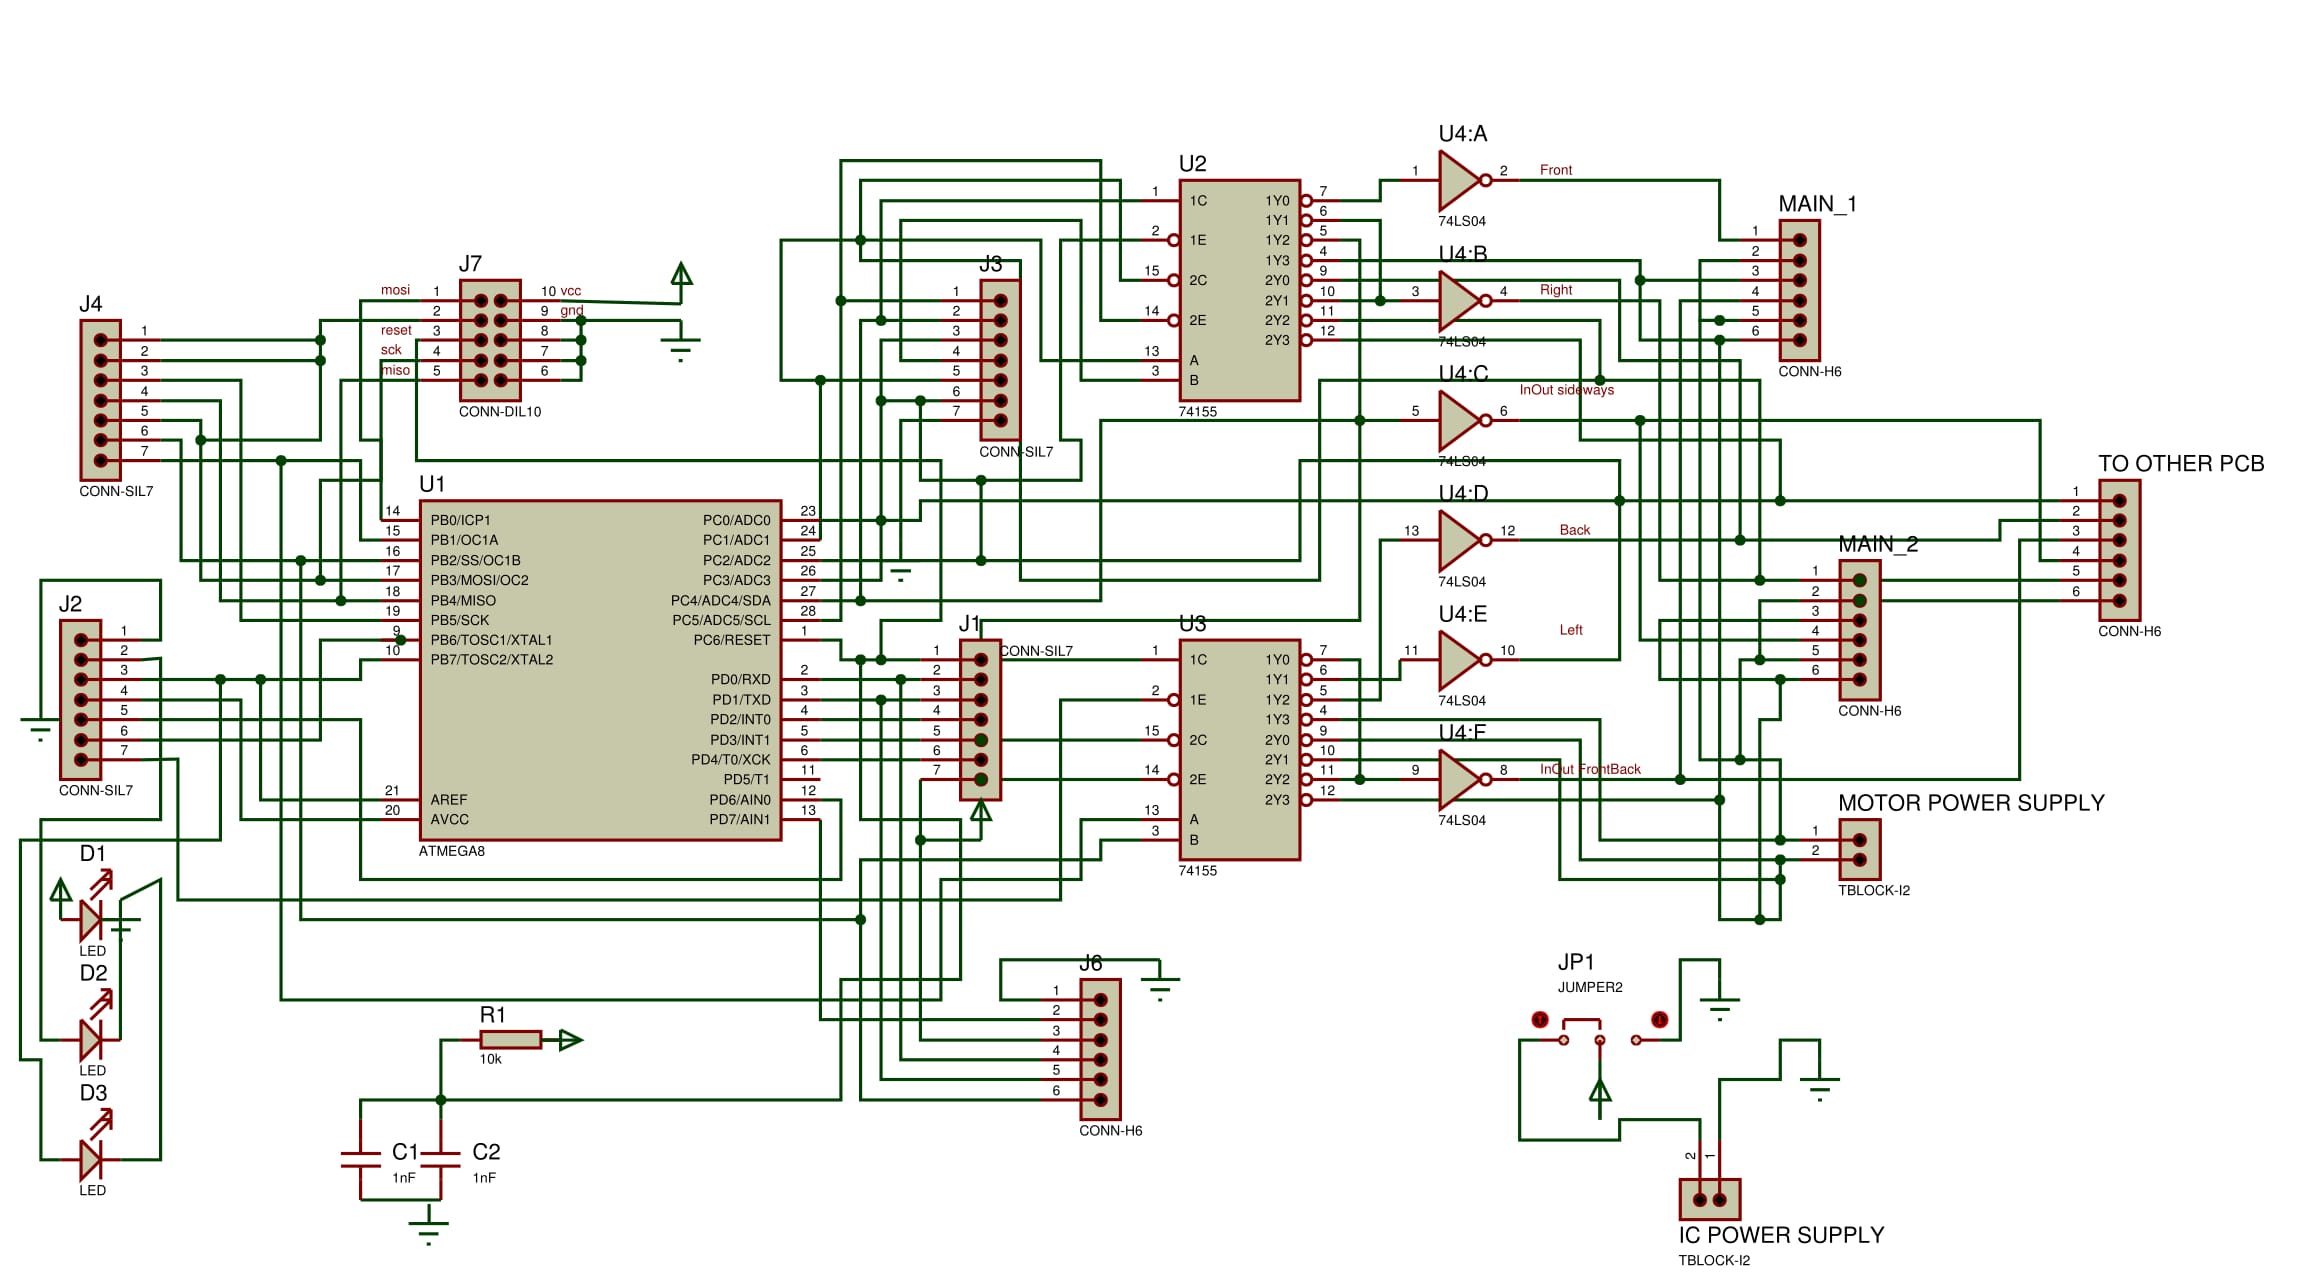 J4
1
2
3
4
5
6
7
CONN-SIL7
J7
mosi 1 10 vcc
2 9 gnd
reset 3 8
sck 4 7
miso 5 6
CONN-DIL10
J2
1
2
3
4
5
6
7
CONN-SIL7
U1
14 PB0/ICP1 PC0/ADC0 23
15 PB1/OC1A PC1/ADC1 24
16 PB2/SS/OC1B PC2/ADC2 25
17 PB3/MOSI/OC2 PC3/ADC3 26
18 PB4/MISO PC4/ADC4/SDA 27
19 PB5/SCK PC5/ADC5/SCL 28
9 PB6/TOSC1/XTAL1 PC6/RESET 1
10 PB7/TOSC2/XTAL2
PD0/RXD 2
PD1/TXD 3
PD2/INT0 4
PD3/INT1 5
PD4/T0/XCK 6
PD5/T1 11
21 AREF PD6/AIN0 12
20 AVCC PD7/AIN1 13
ATMEGA8
J3
1
2
3
4
5
6
7
CONN-SIL7
U2
1 1C 1Y0 7
1Y1 6
2 1E 1Y2 5
1Y3 4
15 2C 2Y0 9
2Y1 10
14 2E 2Y2 11
2Y3 12
13 A
3 B
74155
U4:A
1 2 Front
74LS04
U4:B
3 4 Right
74LS04
U4:C
5 6 InOut sideways
74LS04
U4:D
13 12 Back
74LS04
U4:E
11 10 Left
74LS04
U4:F
9 8 InOut FrontBack
74LS04
MAIN_1
1
2
3
4
5
6
CONN-H6
TO OTHER PCB
1
2
3
4
5
6
CONN-H6
MAIN_2
1
2
3
4
5
6
CONN-H6
J1
CONN-SIL7
1
2
3
4
5
6
7
U3
1 1C 1Y0 7
1Y1 6
2 1E 1Y2 5
1Y3 4
15 2C 2Y0 9
2Y1 10
14 2E 2Y2 11
2Y3 12
13 A
3 B
74155
MOTOR POWER SUPPLY
1
2
TBLOCK-I2
D1
LED
D2
LED
D3
LED
R1
10k
C1
1nF
C2
1nF
J6
1
2
3
4
5
6
CONN-H6
JP1
JUMPER2
2 1
IC POWER SUPPLY
TBLOCK-I2